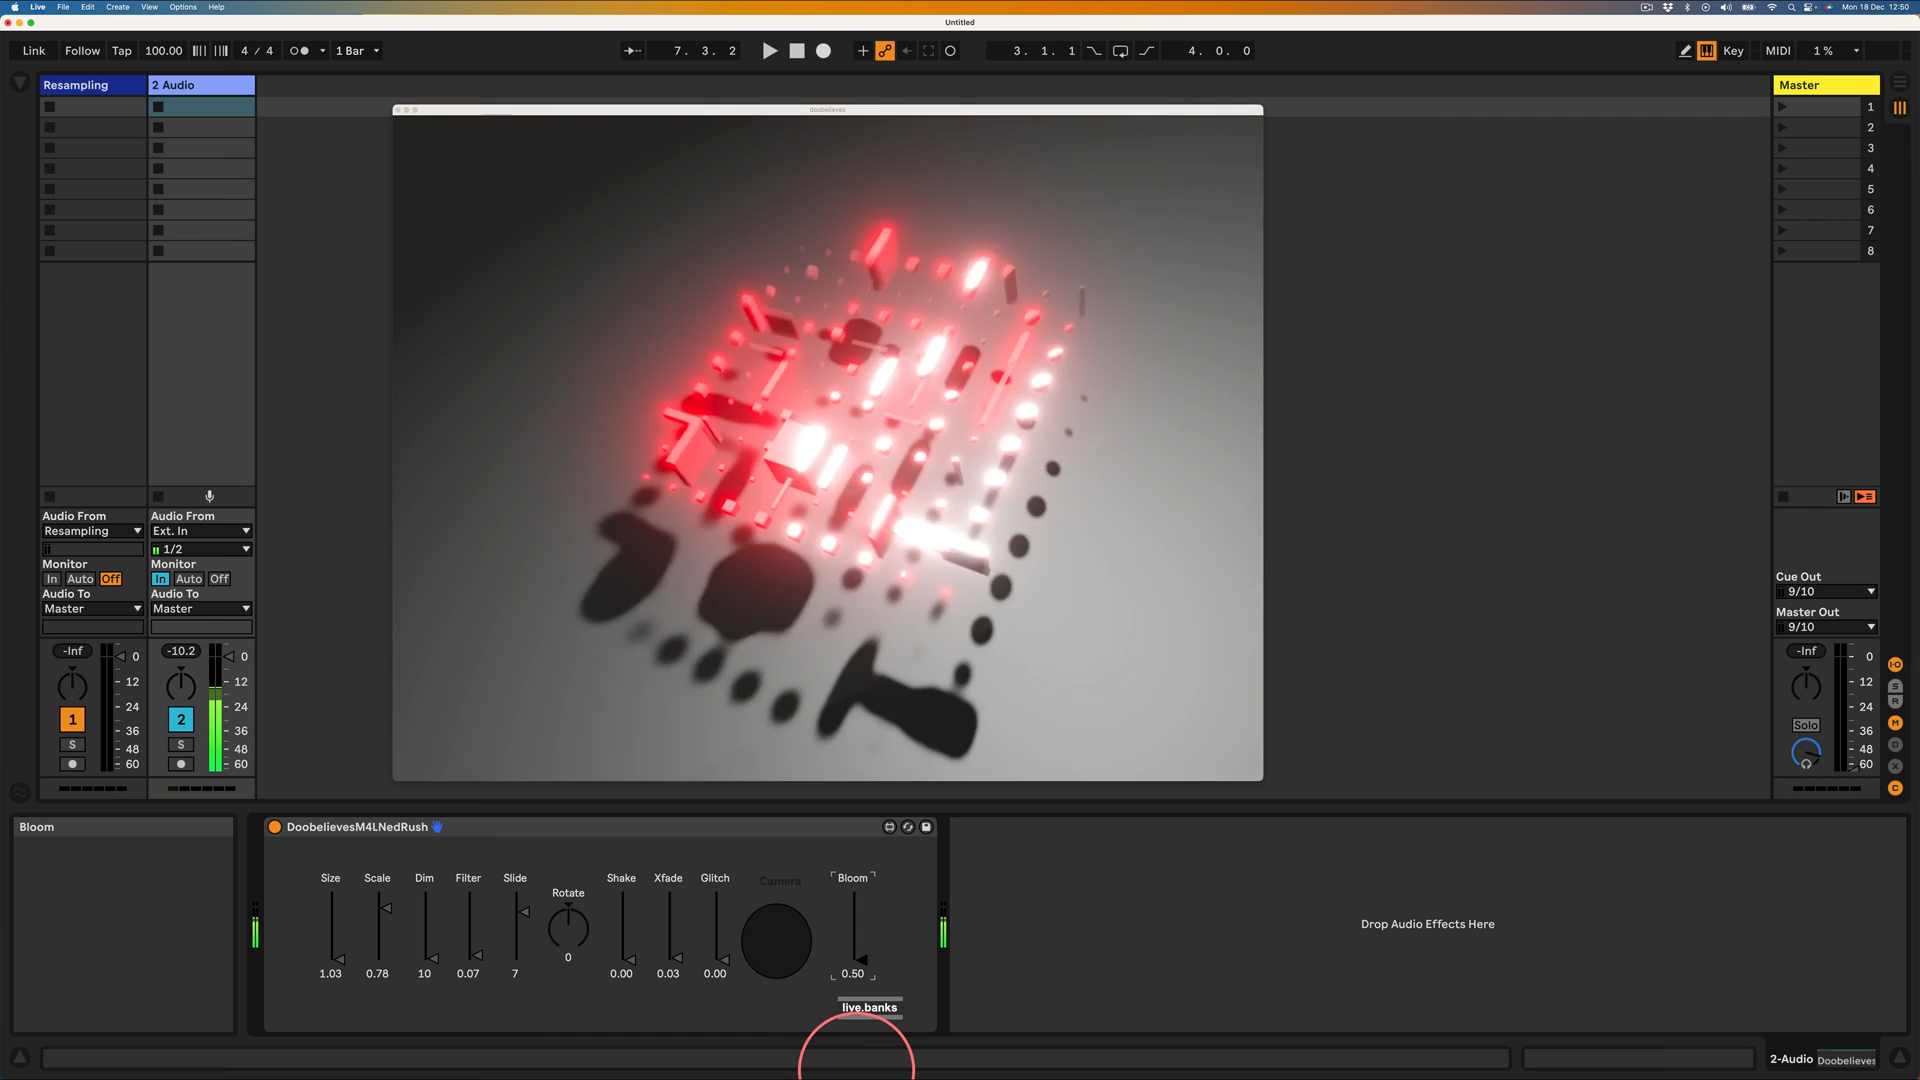 Live File Edit Create View Options Help
Mon 18 Dec 12:50
Untitled
Link Follow Tap 100.00 4 / 4 1 Bar
7. 3. 2
3. 1. 1
4. 0. 0
Key MIDI 1 %
Resampling
2 Audio
Master
doobelieves
1
2
3
4
5
6
7
8
Audio From
Resampling
Monitor
In Auto Off
Audio To
Master
Audio From
Ext. In
1/2
Monitor
In Auto Off
Audio To
Master
Cue Out
9/10
Master Out
9/10
-Inf
0
12
24
36
48
60
1
S
-10.2
0
12
24
36
48
60
2
S
-Inf
0
12
24
36
48
60
Solo
I·O
S
R
M
D
X
C
Bloom
DoobelievesM4LNedRush
Size Scale Dim Filter Slide Rotate Shake Xfade Glitch Camera Bloom
1.03 0.78 10 0.07 7 0 0.00 0.03 0.00 0.50
live.banks
Drop Audio Effects Here
2-Audio Doobelieves